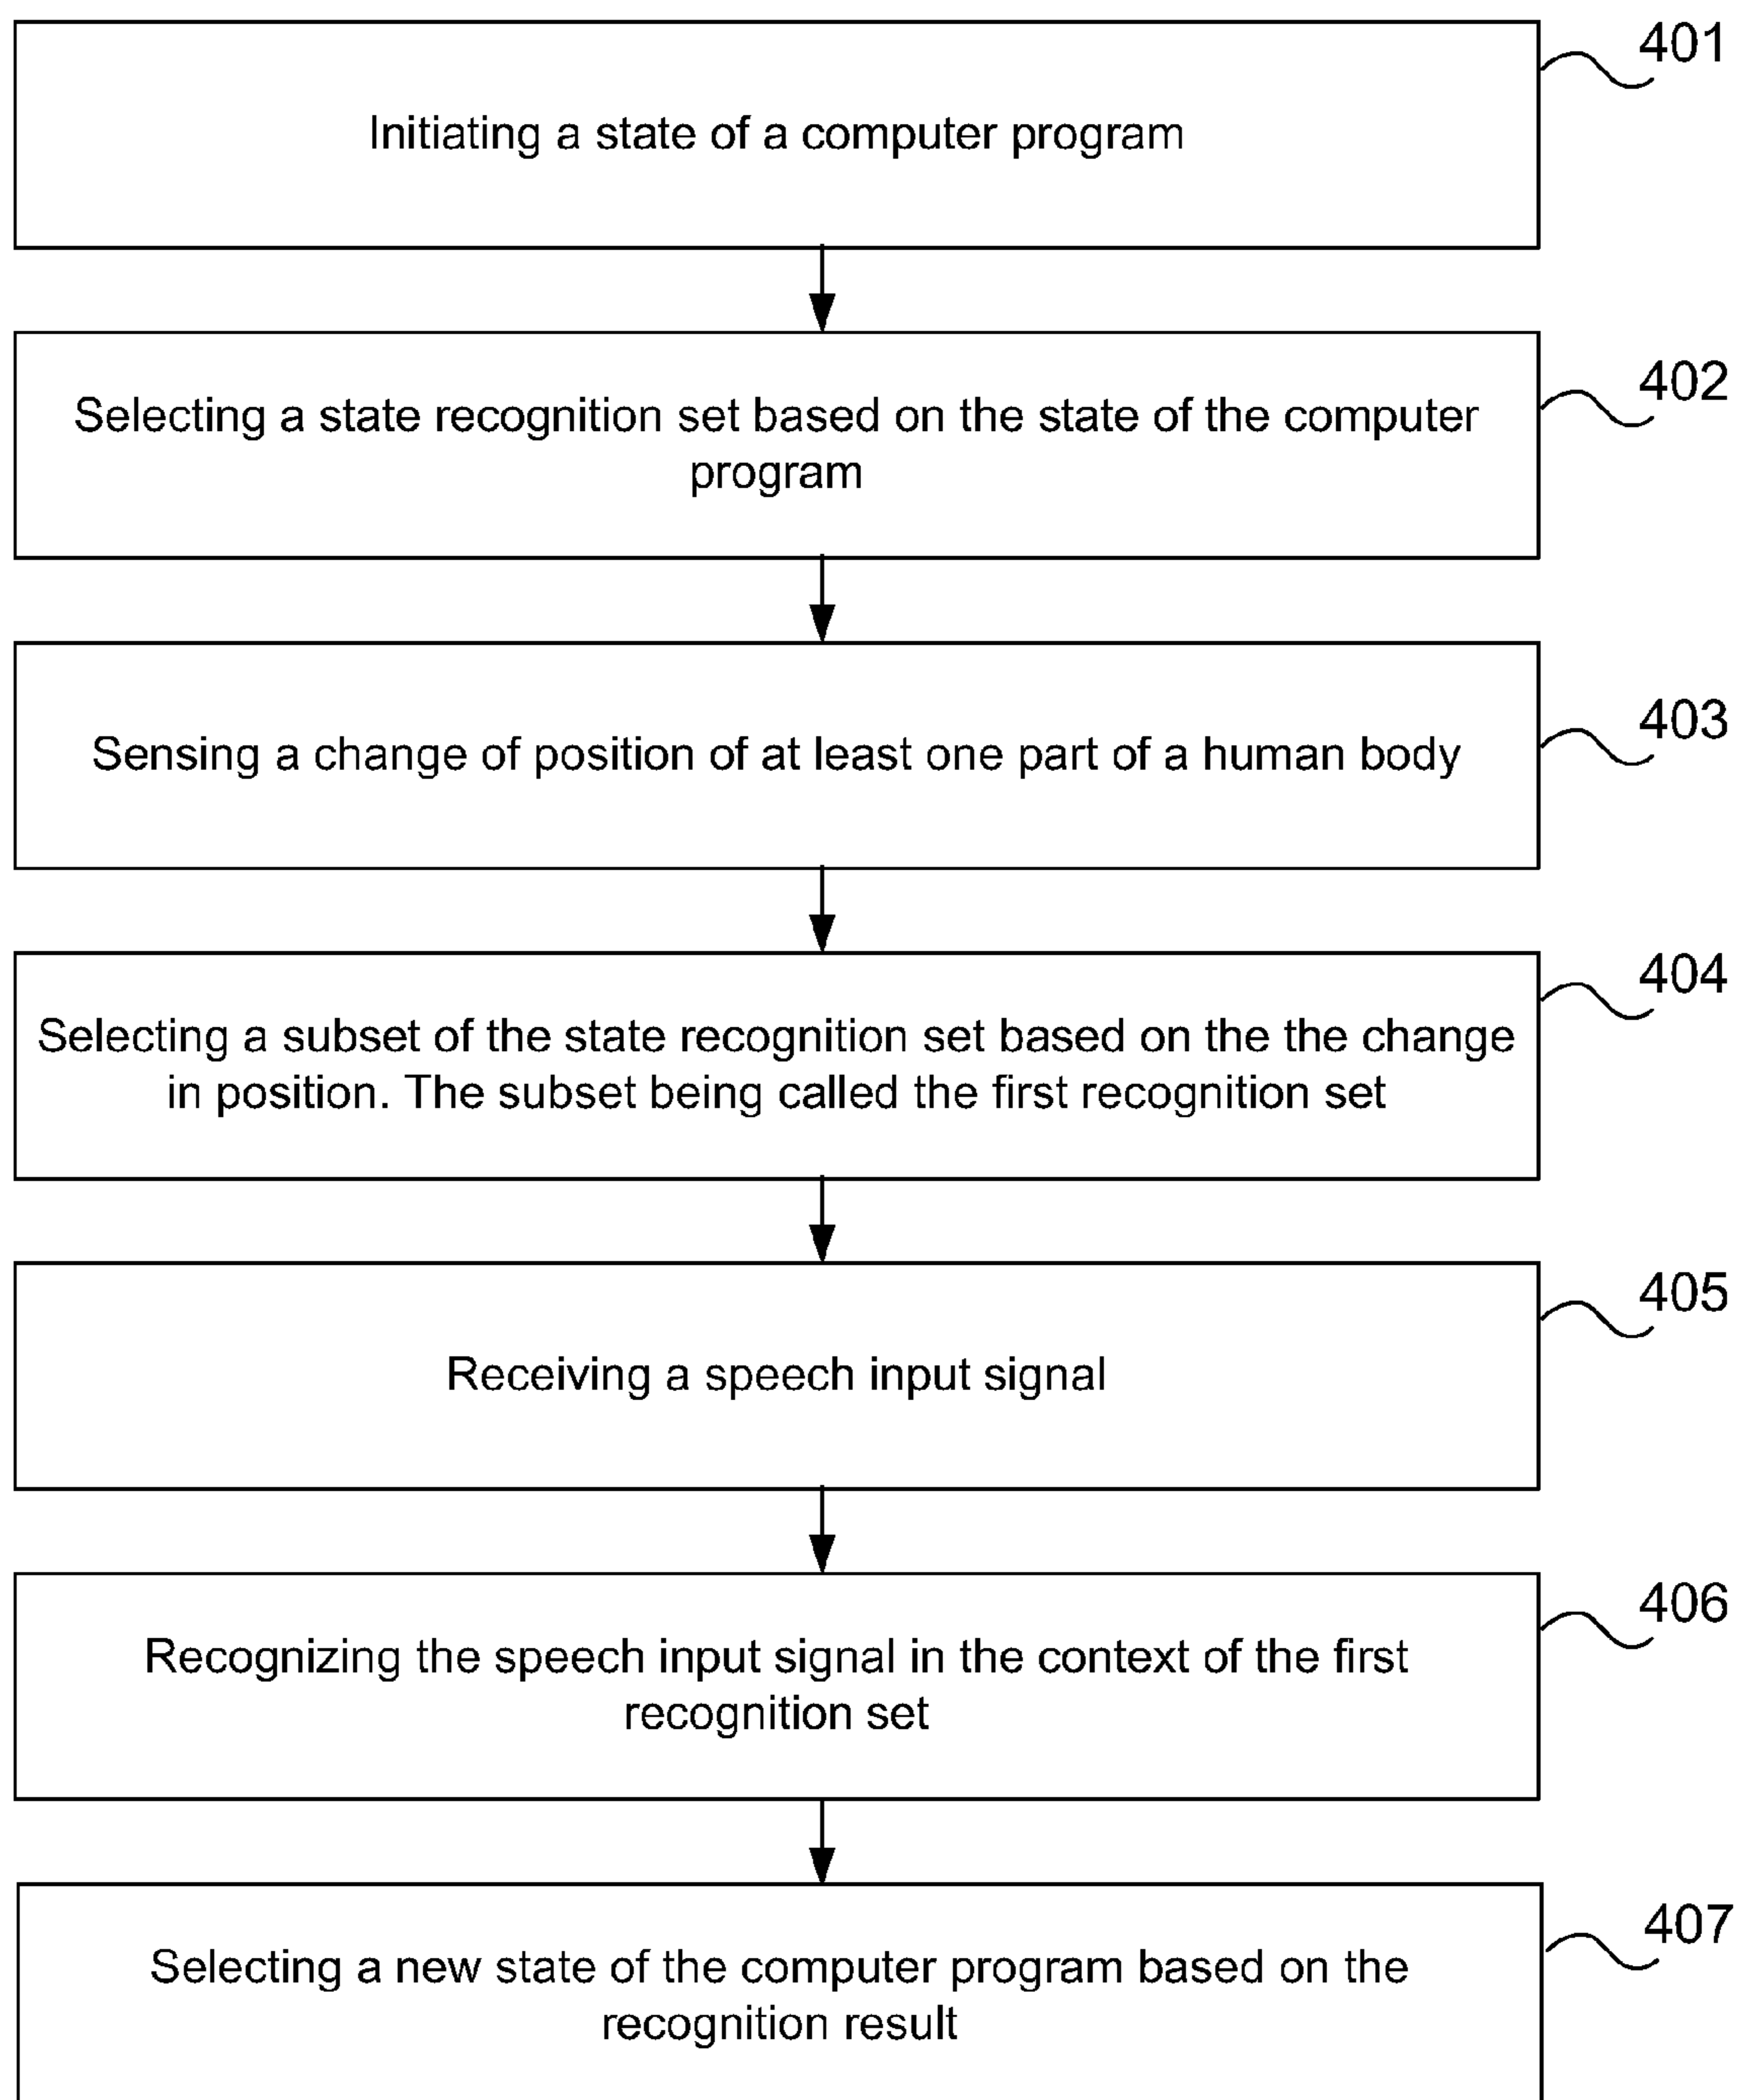 401
Initiating a state of a computer program
402
Selecting a state recognition set based on the state of the computer
program
403
Sensing a change of position of at least one part of a human body
404
Selecting a subset of the state recognition set based on the the change
in position. The subset being called the first recognition set
405
Receiving a speech input signal
406
Recognizing the speech input signal in the context of the first
recognition set
407
Selecting a new state of the computer program based on the
recognition result